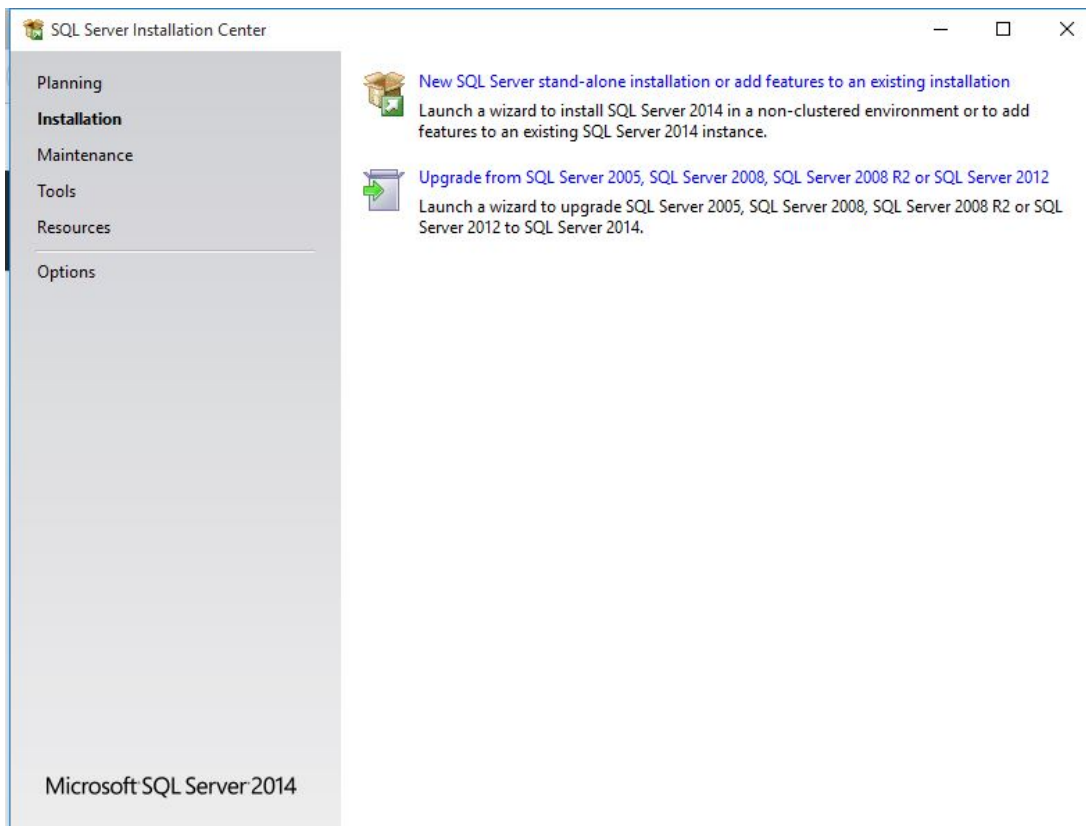 SQL Server Installation Center
Planning
Installation
Maintenance
Tools
Resources
Options
New SQL Server stand-alone installation or add features to an existing installation
Launch a wizard to install SQL Server 2014 in a non-clustered environment or to add
features to an existing SQL Server 2014 instance.
Upgrade from SQL Server 2005, SQL Server 2008, SQL Server 2008 R2 or SQL Server 2012
Launch a wizard to upgrade SQL Server 2005, SQL Server 2008, SQL Server 2008 R2 or SQL
Server 2012 to SQL Server 2014.
Microsoft SQL Server 2014